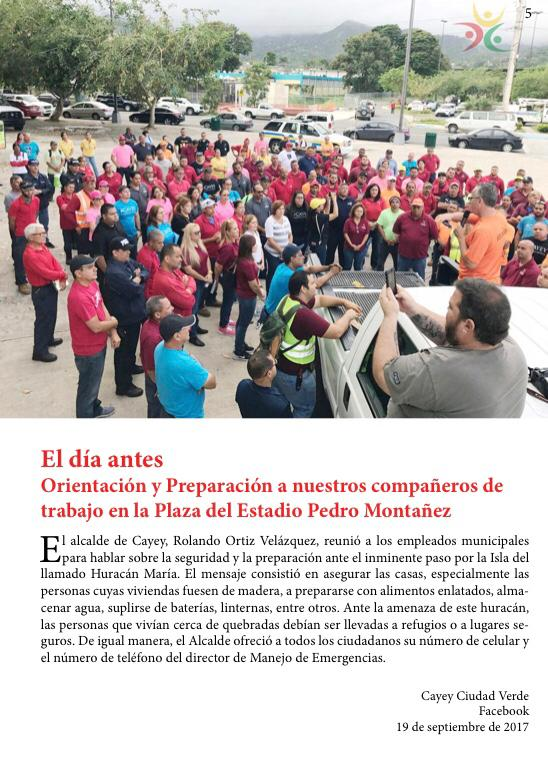 5
El día antes
Orientación y Preparación a nuestros compañeros de
trabajo en la Plaza del Estadio Pedro Montañez
El alcalde de Cayey, Rolando Ortiz Velázquez, reunió a los empleados municipales
para hablar sobre la seguridad y la preparación ante el inminente paso por la Isla del
llamado Huracán María. El mensaje consistió en asegurar las casas, especialmente las
personas cuyas viviendas fuesen de madera, a prepararse con alimentos enlatados, alma-
cenar agua, suplirse de baterías, linternas, entre otros. Ante la amenaza de este huracán,
las personas que vivían cerca de quebradas debían ser llevadas a refugios o a lugares se-
guros. De igual manera, el Alcalde ofreció a todos los ciudadanos su número de celular y
el número de teléfono del director de Manejo de Emergencias.
Cayey Ciudad Verde
Facebook
19 de septiembre de 2017